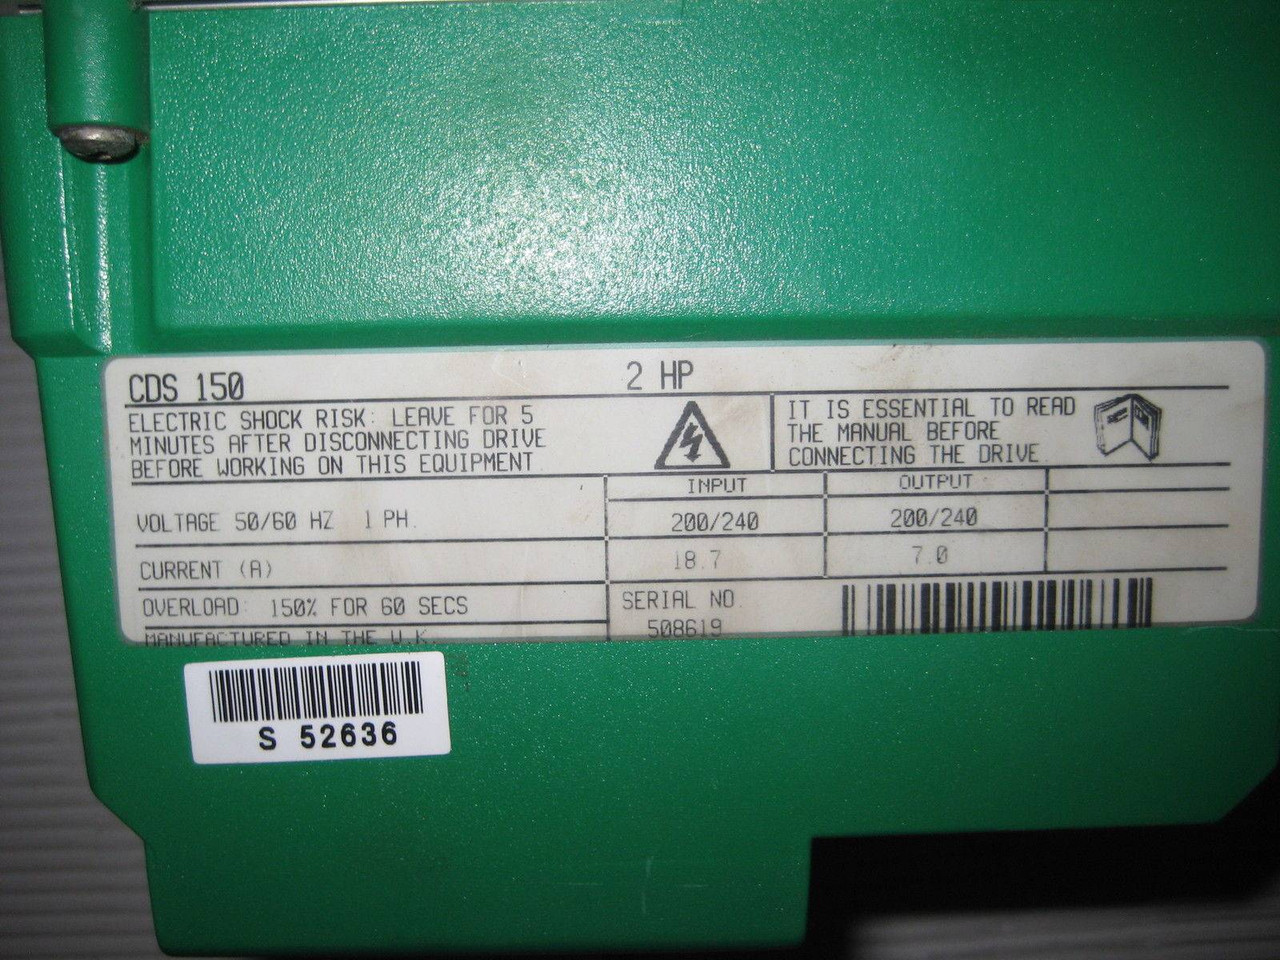 CDS 150 2 HP
ELECTRIC SHOCK RISK: LEAVE FOR 5
MINUTES AFTER DISCONNECTING DRIVE
BEFORE WORKING ON THIS EQUIPMENT
IT IS ESSENTIAL TO READ
THE MANUAL BEFORE
CONNECTING THE DRIVE
INPUT OUTPUT
VOLTAGE 50/60 HZ 1 PH. 200/240 200/240
CURRENT (A) 18.7 7.0
OVERLOAD: 150% FOR 60 SECS
MANUFACTURED IN THE U.K.
SERIAL NO.
508619
S 52636